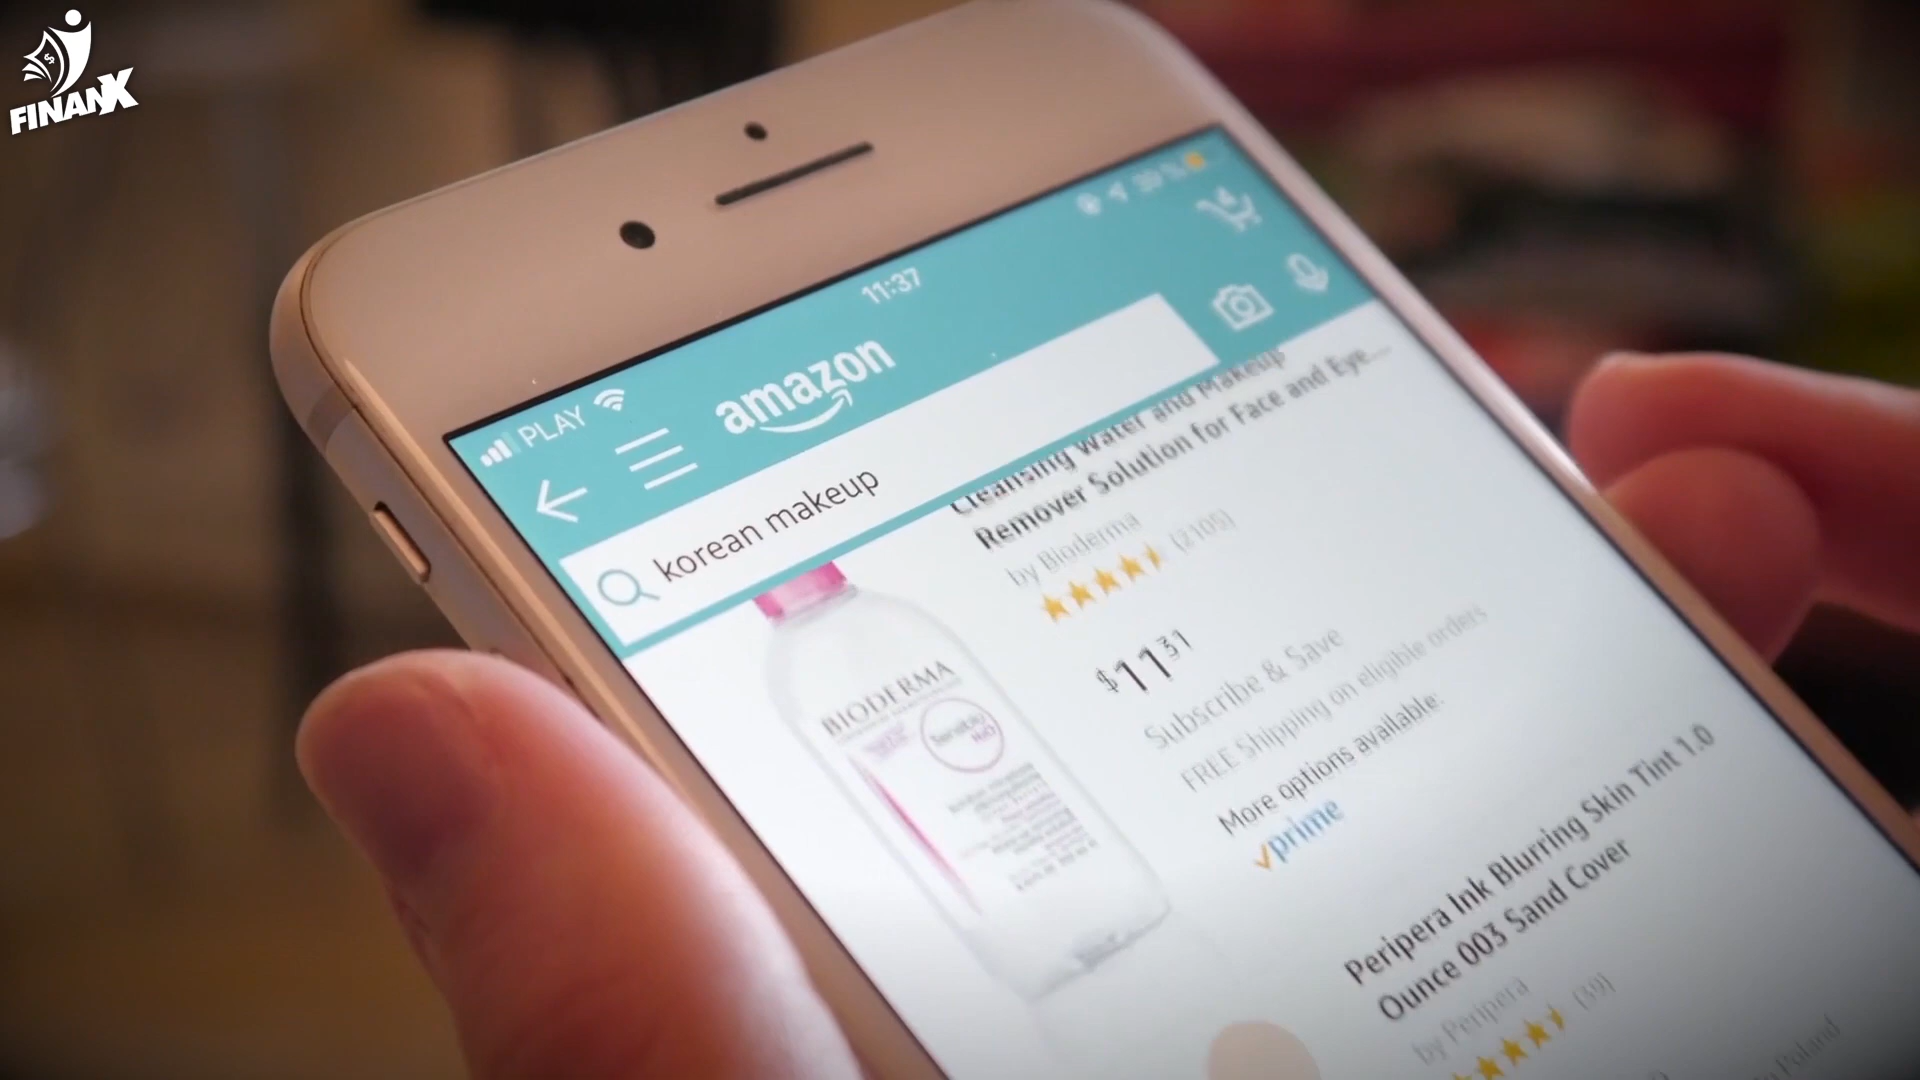 FINANX
PLAY
11:37
amazon
korean makeup
Cleansing Water and Makeup
Remover Solution for Face and Eye...
by Bioderma
(2105)
$11 31
Subscribe & Save
FREE Shipping on eligible orders
More options available:
prime
BIODERMA
H2O
Peripera Ink Blurring Skin Tint 1.0
Ounce 003 Sand Cover
by Peripera
(39)
Poland